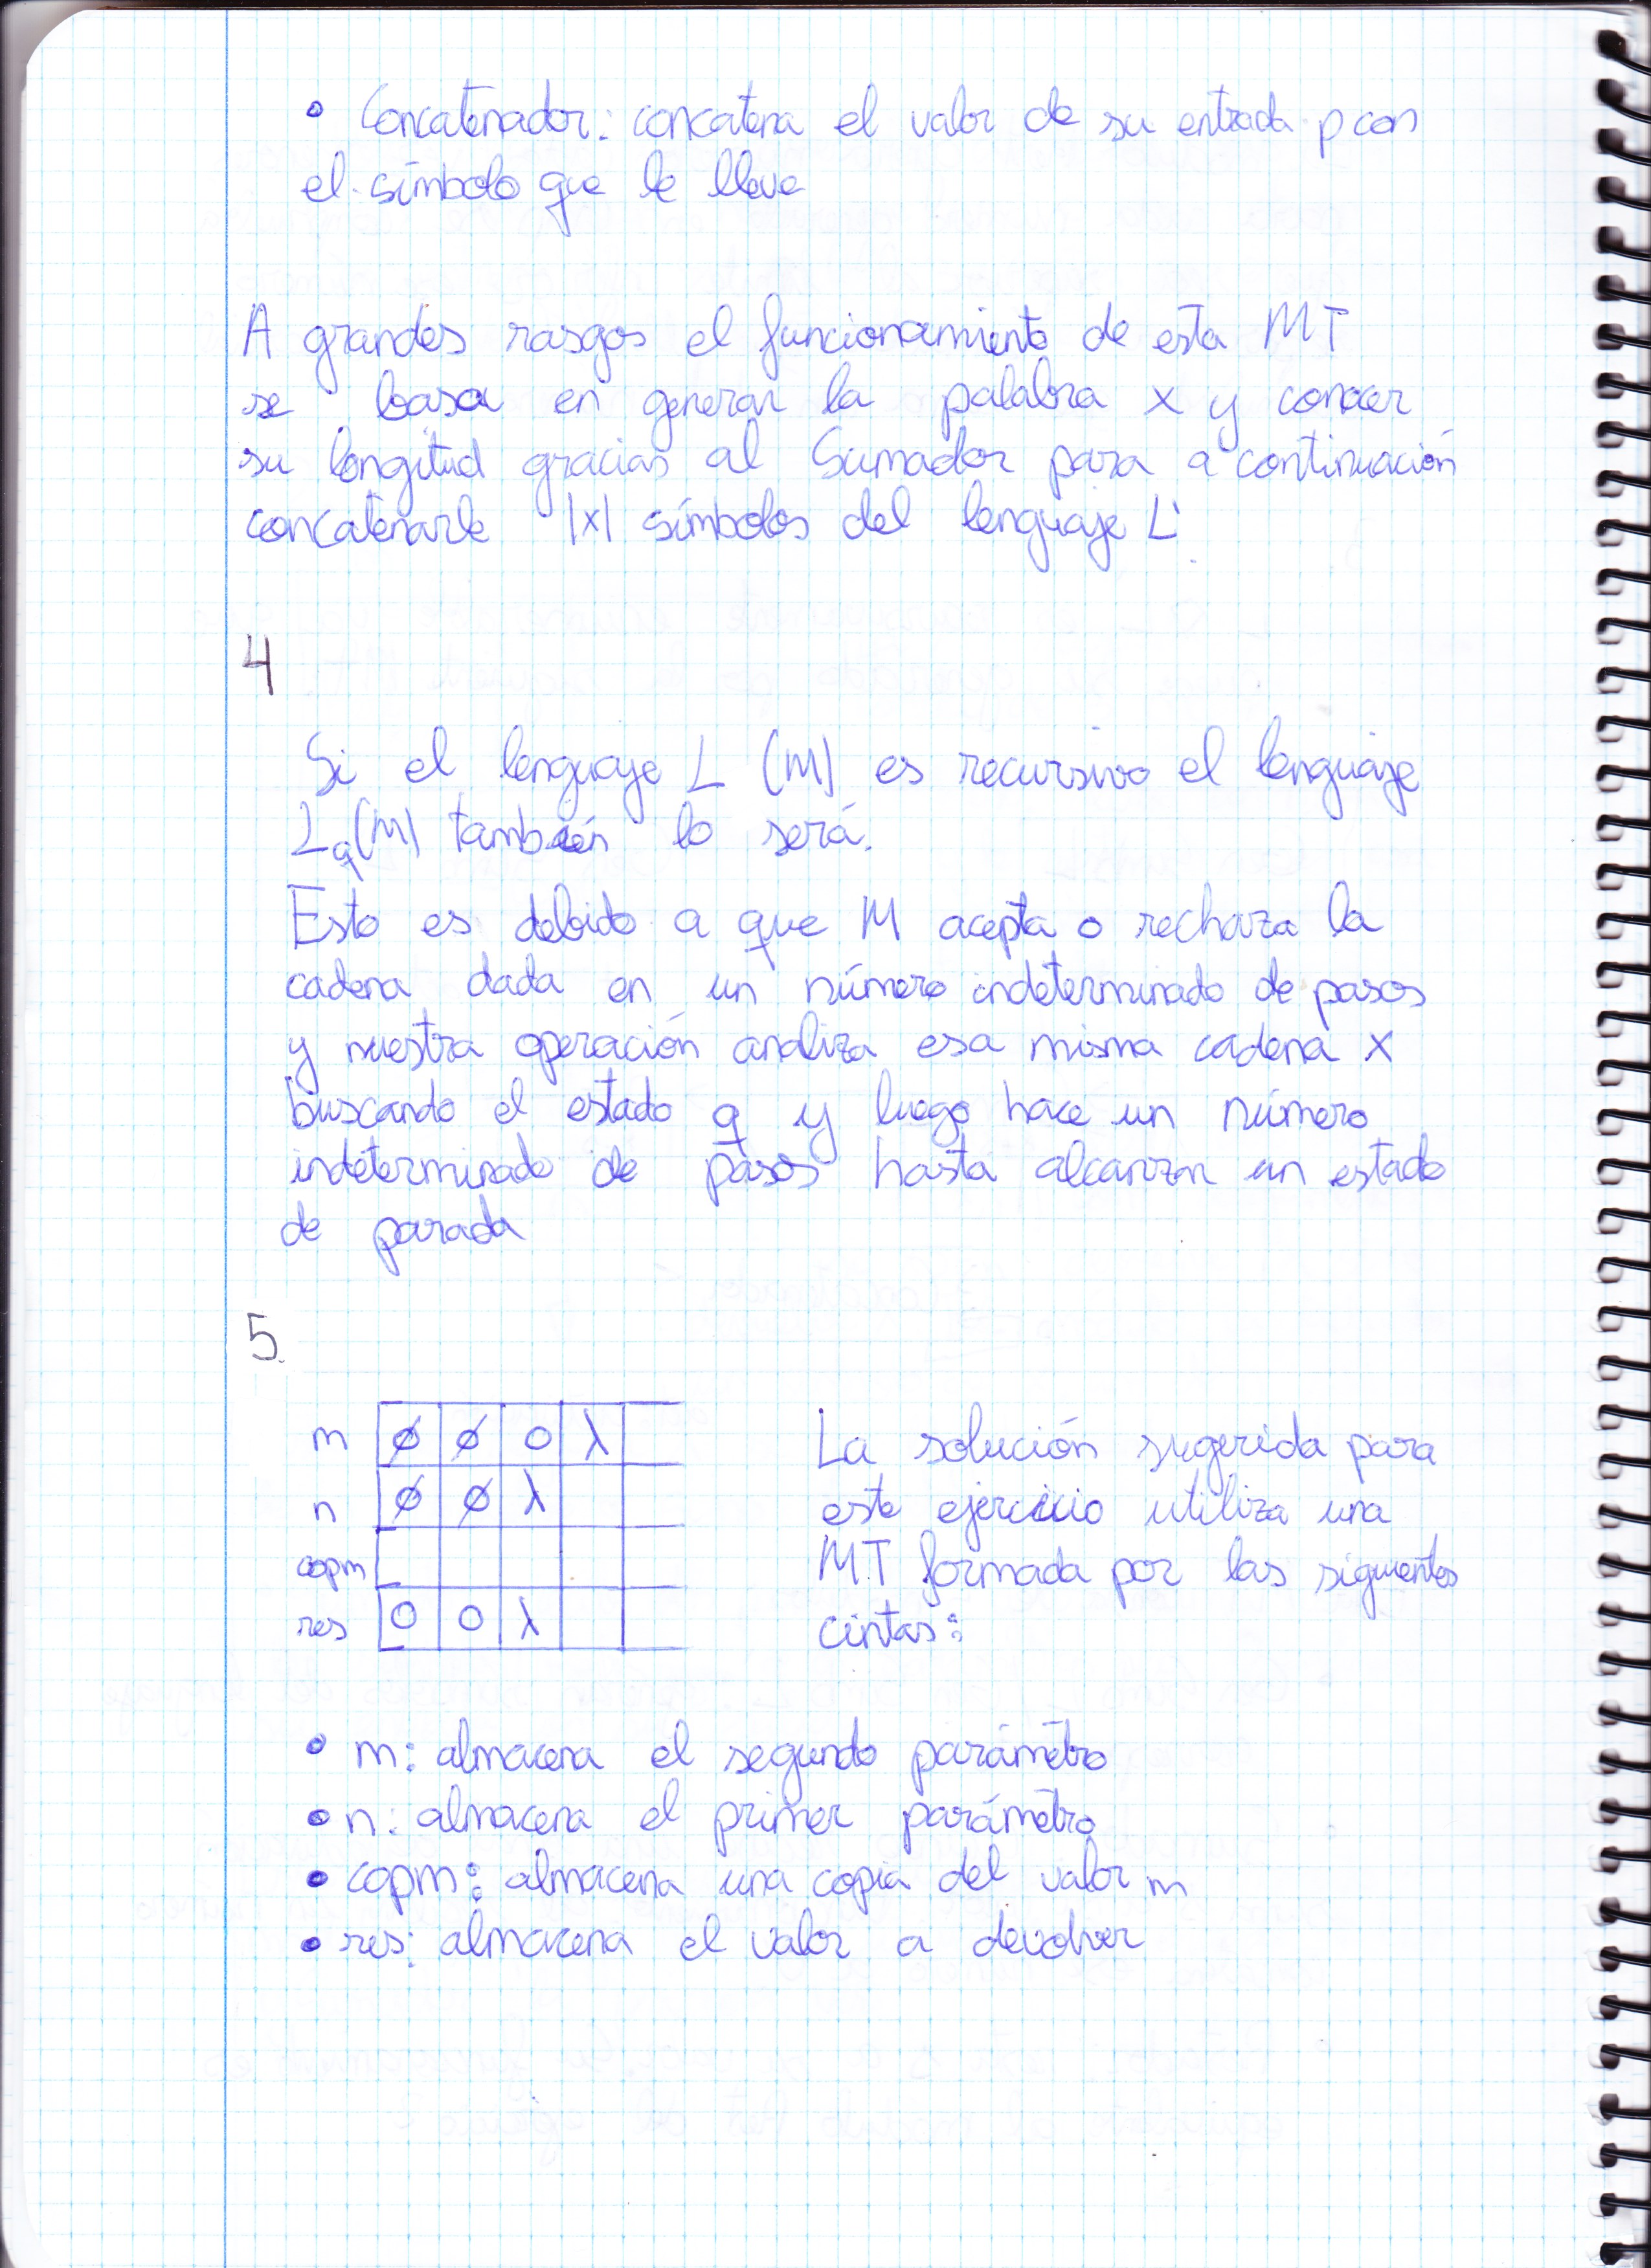 • Concatenador: concatena el valor de su entrada p con
el símbolo que le lleve
A grandes rasgos el funcionamiento de esta MT
se basa en generar la palabra x y conocer
su longitud gracias al Sumador para a continuación
concatenarle |x| símbolos del lenguaje L'
4
Si el lenguaje L (M) es recursivo el lenguaje
Lq(M) también lo será.
Esto es debido a que M acepta o rechaza la
cadena dada en un número indeterminado de pasos
y nuestra operación analiza esa misma cadena x
buscando el estado q y luego hace un número
indeterminado de pasos hasta alcanzar un estado
de parada
5.
m ∅ ∅ 0 λ
n ∅ ∅ λ
copm
res 0 0 λ
La solución sugerida para
este ejercicio utiliza una
MT formada por las siguientes
cintas:
• m: almacena el segundo parámetro
• n: almacena el primer parámetro
• copm: almacena una copia del valor m
• res: almacena el valor a devolver